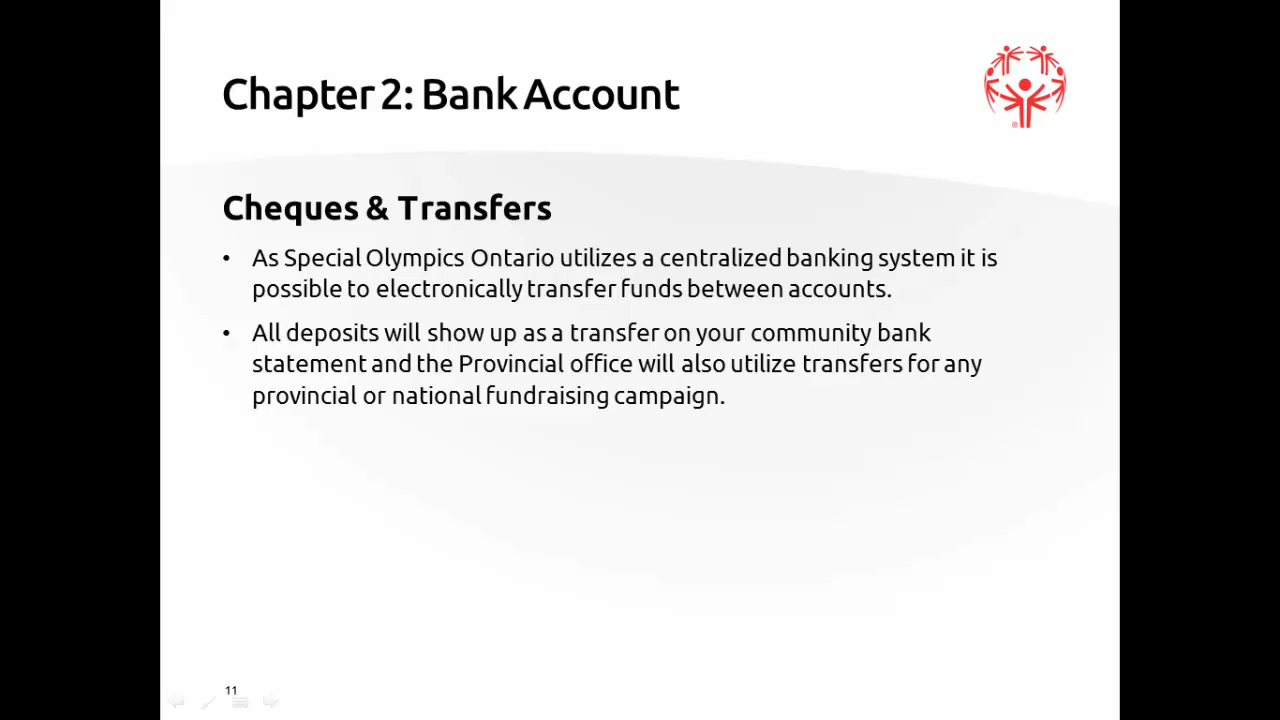 Chapter 2: Bank Account
®
Cheques & Transfers
• As Special Olympics Ontario utilizes a centralized banking system it is
possible to electronically transfer funds between accounts.
• All deposits will show up as a transfer on your community bank
statement and the Provincial office will also utilize transfers for any
provincial or national fundraising campaign.
11